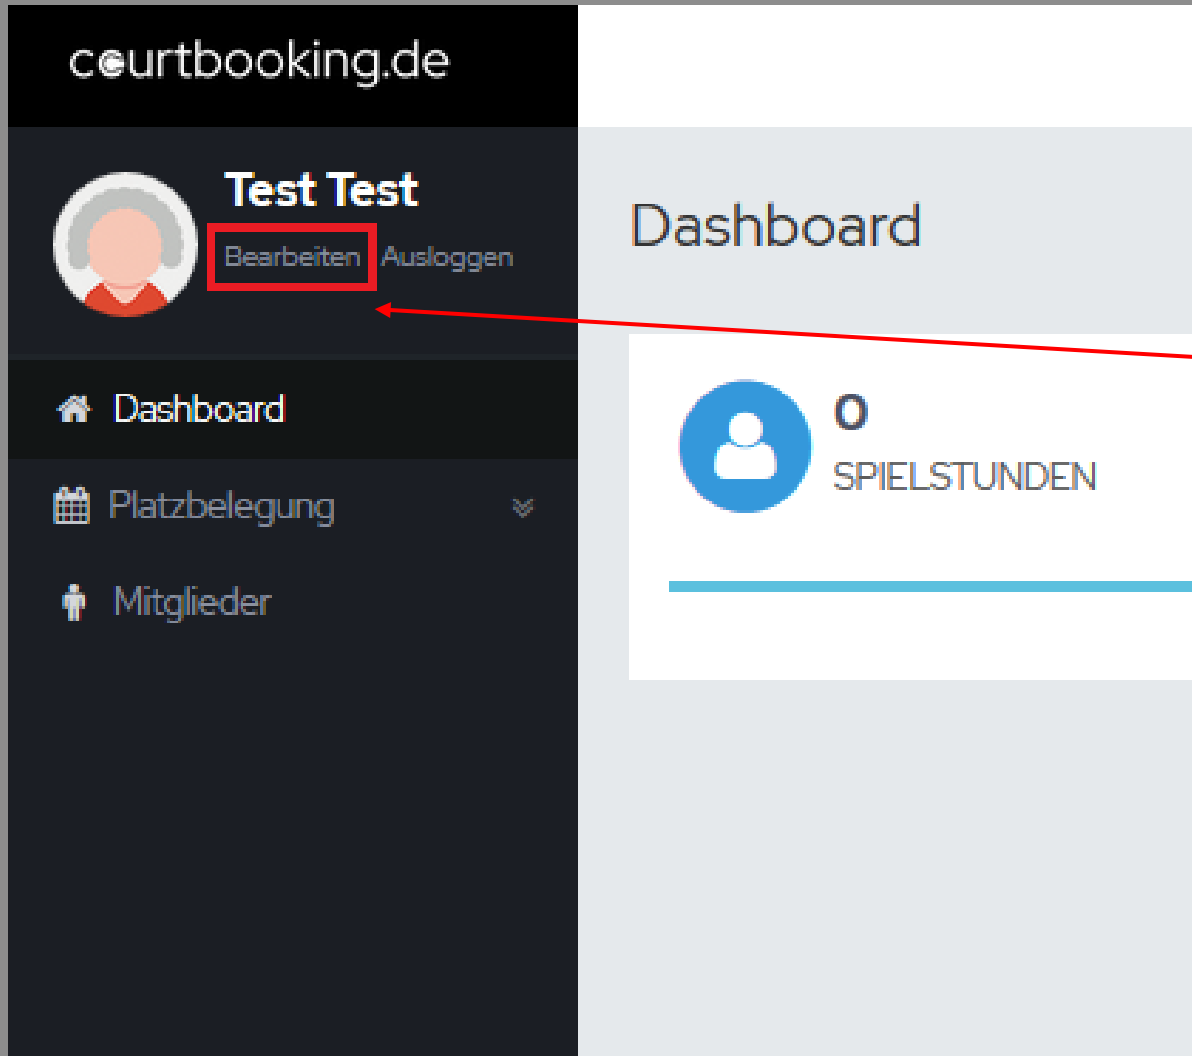 courtbooking.de
Test Test
Bearbeiten Ausloggen
Dashboard
Platzbelegung
Mitglieder
Dashboard
0
SPIELSTUNDEN